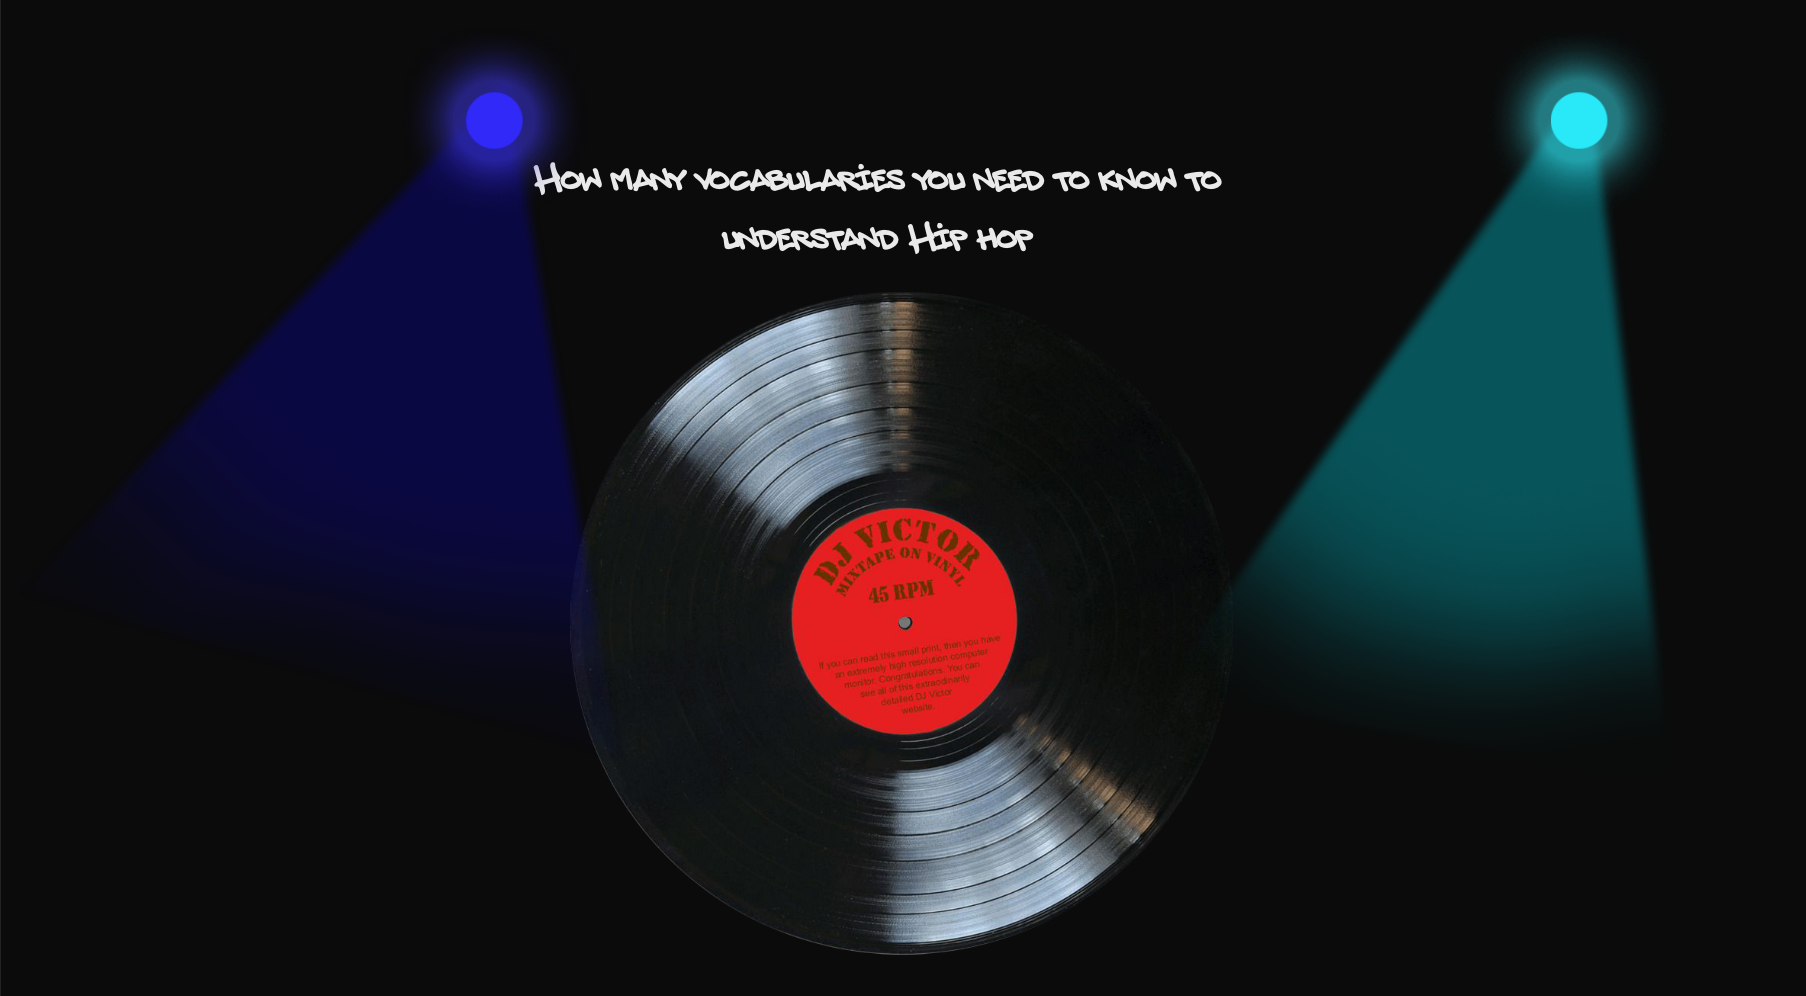 How many vocabularies you need to know to
understand Hip hop
DJ VICTOR
MIXTAPE ON VINYL
45 RPM
If you can read this small print, then you have
an extremely high resolution computer
monitor. Congratulations. You can
see all of this extraodinarily
detailed DJ Victor
website